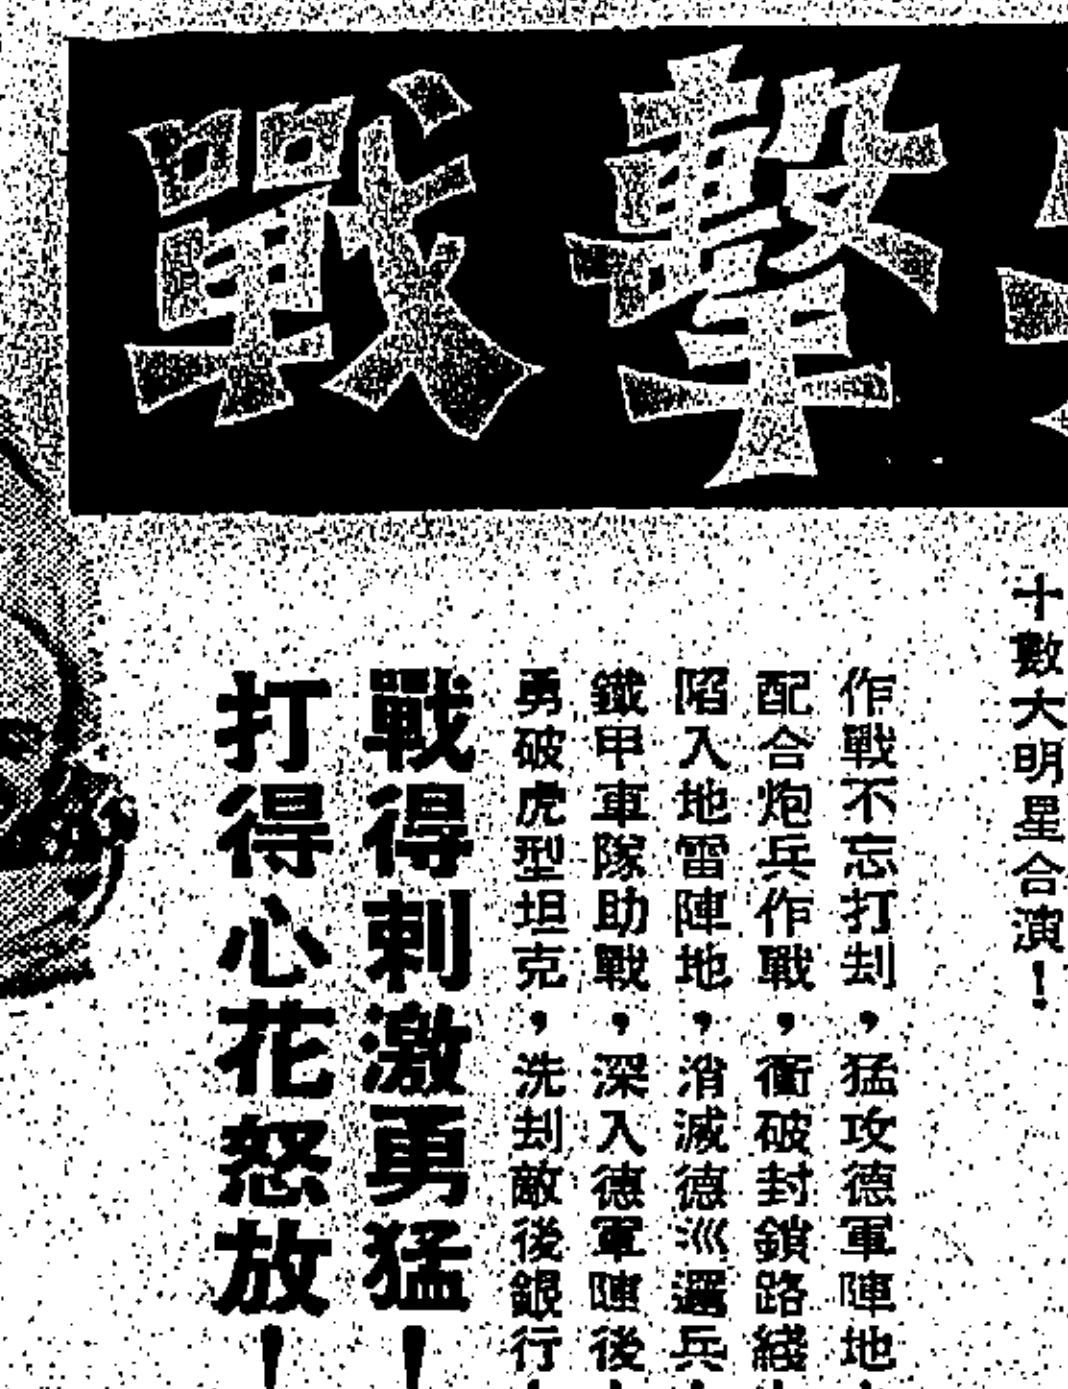 擊戰
十數大明星合演！
作戰不忘打刦，猛攻德軍陣地
配合炮兵作戰，衝破封鎖路綫
陷入地雷陣地，消滅德巡邏兵
鐵甲車隊助戰，深入德軍陣後
勇破虎型坦克，洗刦敵後銀行
戰得刺激勇猛！
打得心花怒放！